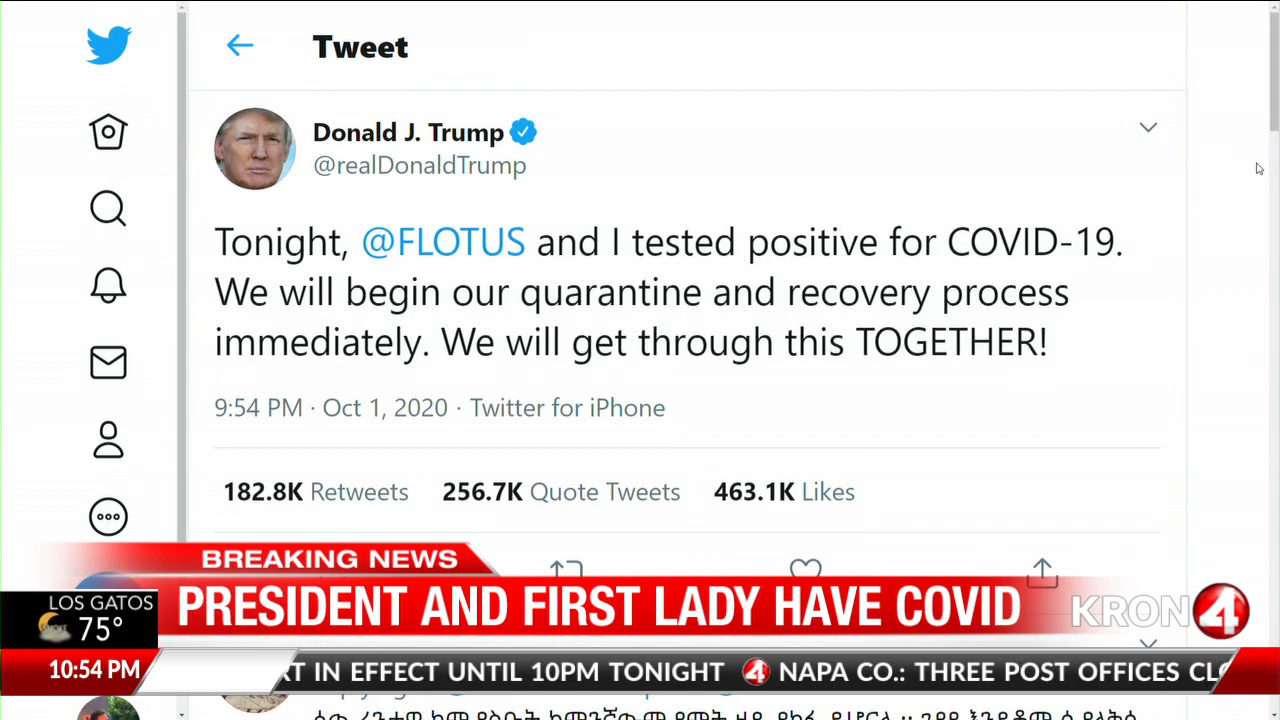 Tweet
Donald J. Trump
@realDonaldTrump
Tonight, @FLOTUS and I tested positive for COVID-19.
We will begin our quarantine and recovery process
immediately. We will get through this TOGETHER!
9:54 PM · Oct 1, 2020 · Twitter for iPhone
182.8K Retweets 256.7K Quote Tweets 463.1K Likes
BREAKING NEWS
PRESIDENT AND FIRST LADY HAVE COVID
LOS GATOS
SMOKE
75°
KRON 4
10:54 PM
IN EFFECT UNTIL 10PM TONIGHT 4 NAPA CO.: THREE POST OFFICES